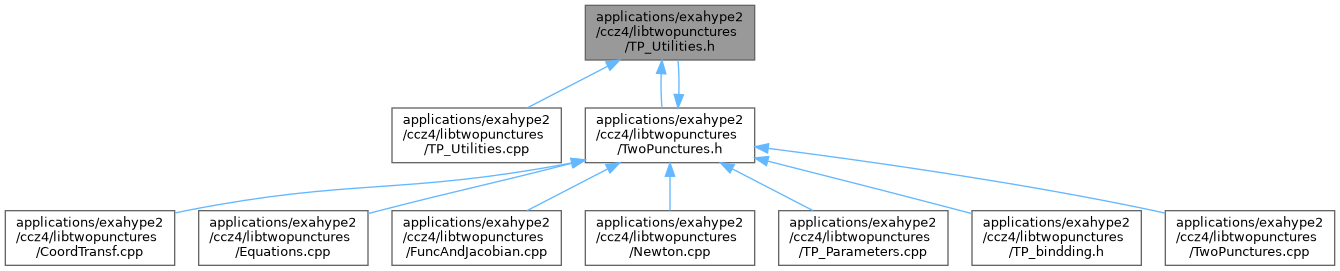 applications/exahype2
/ccz4/libtwopunctures
/TP_Utilities.h
applications/exahype2
/ccz4/libtwopunctures
/TP_Utilities.cpp
applications/exahype2
/ccz4/libtwopunctures
/TwoPunctures.h
applications/exahype2
/ccz4/libtwopunctures
/CoordTransf.cpp
applications/exahype2
/ccz4/libtwopunctures
/Equations.cpp
applications/exahype2
/ccz4/libtwopunctures
/FuncAndJacobian.cpp
applications/exahype2
/ccz4/libtwopunctures
/Newton.cpp
applications/exahype2
/ccz4/libtwopunctures
/TP_Parameters.cpp
applications/exahype2
/ccz4/libtwopunctures
/TP_bindding.h
applications/exahype2
/ccz4/libtwopunctures
/TwoPunctures.cpp